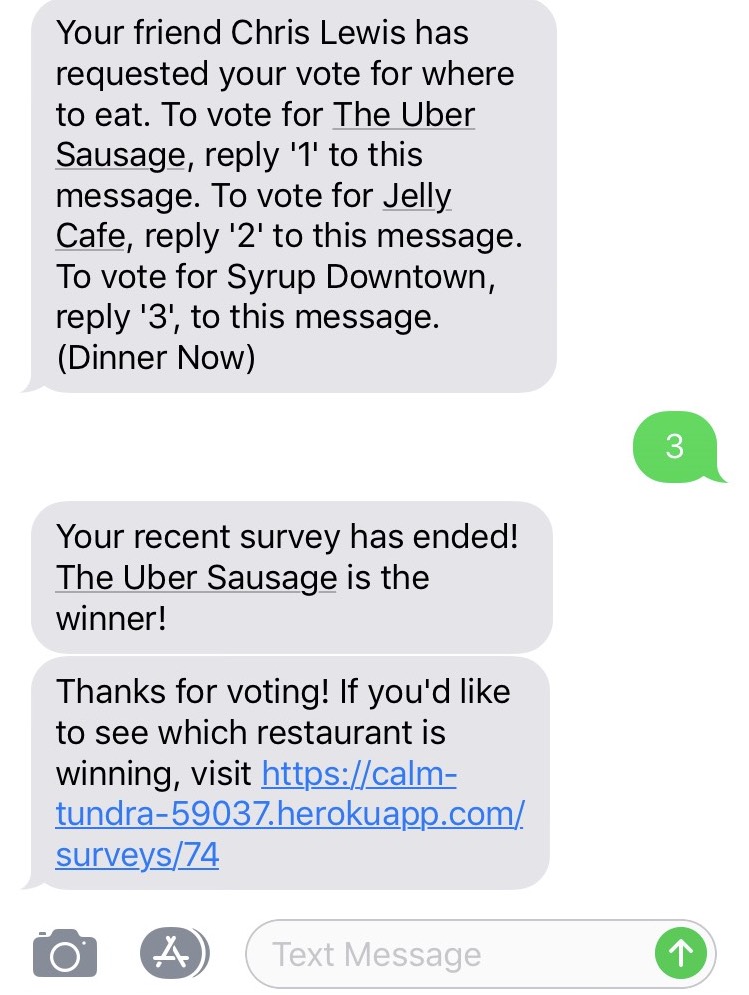 Your friend Chris Lewis has
requested your vote for where
to eat. To vote for The Uber
Sausage, reply '1' to this
message. To vote for Jelly
Cafe, reply '2' to this message.
To vote for Syrup Downtown,
reply '3', to this message.
(Dinner Now)
3
Your recent survey has ended!
The Uber Sausage is the
winner!
Thanks for voting! If you'd like
to see which restaurant is
winning, visit https://calm-
tundra-59037.herokuapp.com/
surveys/74
Text Message